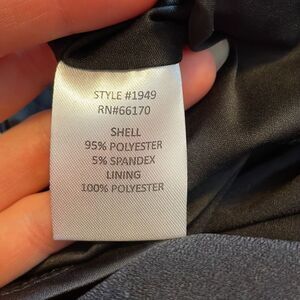 STYLE #1949
RN#66170
SHELL
95% POLYESTER
5% SPANDEX
LINING
100% POLYESTER